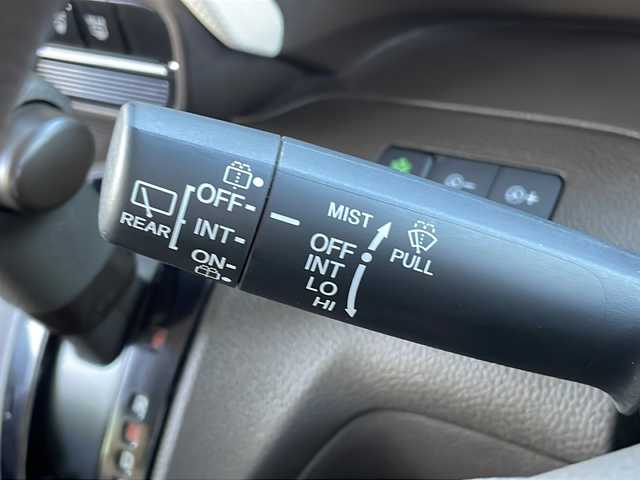 REAR
OFF
INT
ON
MIST
OFF
INT
LO
HI
PULL